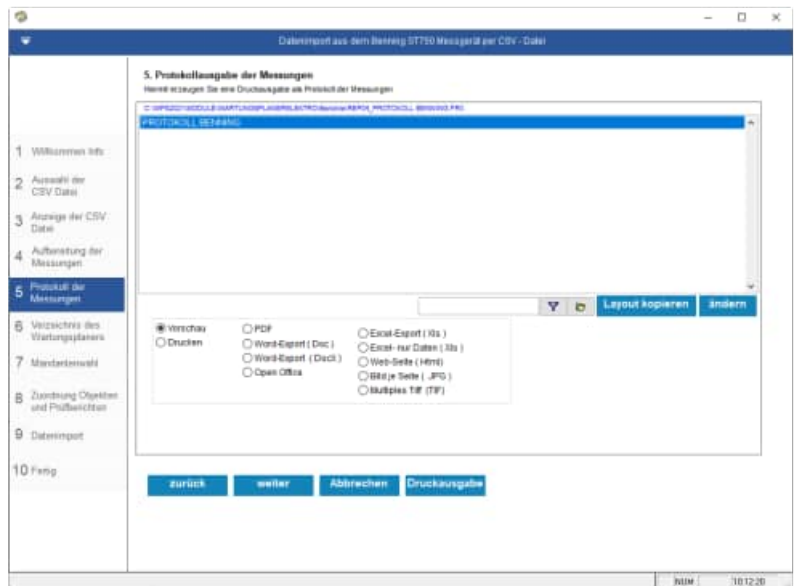 Datenimport aus dem Benning ST750 Messgerät per CSV - Datei
5. Protokollausgabe der Messungen
Hiermit erzeugen Sie eine Druckausgabe als Protokoll der Messungen
PROTOKOLL BENNING
1 Willkommen Info
2 Auswahl der
CSV Datei
3 Anzeige der CSV
Datei
4 Aufbereitung der
Messungen
5 Protokoll der
Messungen
6 Verzeichnis des
Wartungsplaners
7 Mandantenwahl
8 Zuordnung Objekten
und Prüfberichten
9 Datenimport
10 Fertig
Layout kopieren
ändern
Vorschau
Drucken
PDF
Word-Export ( Doc )
Word-Export ( DocX )
Open Office
Excel-Export ( Xls )
Excel- nur Daten ( Xls )
Web-Seite ( Html)
Bild je Seite ( .JPG )
Multiples Tiff (TIF)
zurück
weiter
Abbrechen
Druckausgabe
NUM
10:12:20